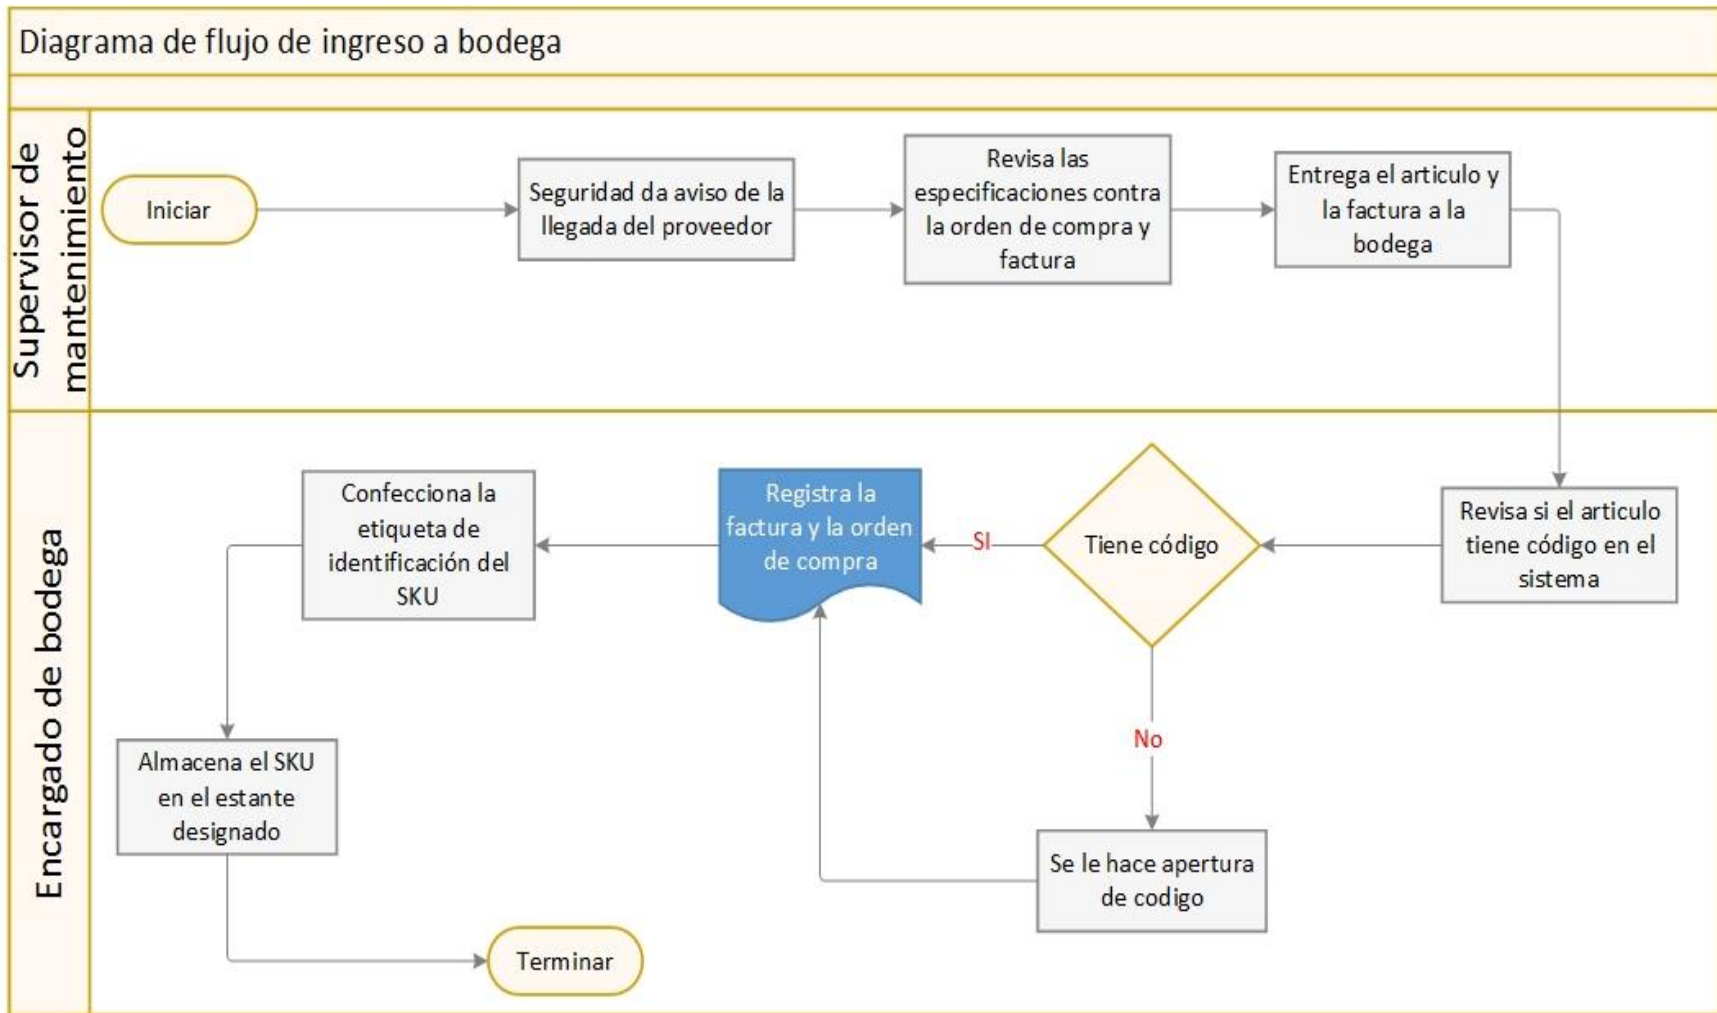 Diagrama de flujo de ingreso a bodega
Supervisor de
mantenimiento
Iniciar
Seguridad da aviso de la
llegada del proveedor
Revisa las
especificaciones contra
la orden de compra y
factura
Entrega el articulo y
la factura a la
bodega
Encargado de bodega
Revisa si el articulo
tiene código en el
sistema
Tiene código
SI
No
Se le hace apertura
de codigo
Registra la
factura y la orden
de compra
Confecciona la
etiqueta de
identificación del
SKU
Almacena el SKU
en el estante
designado
Terminar